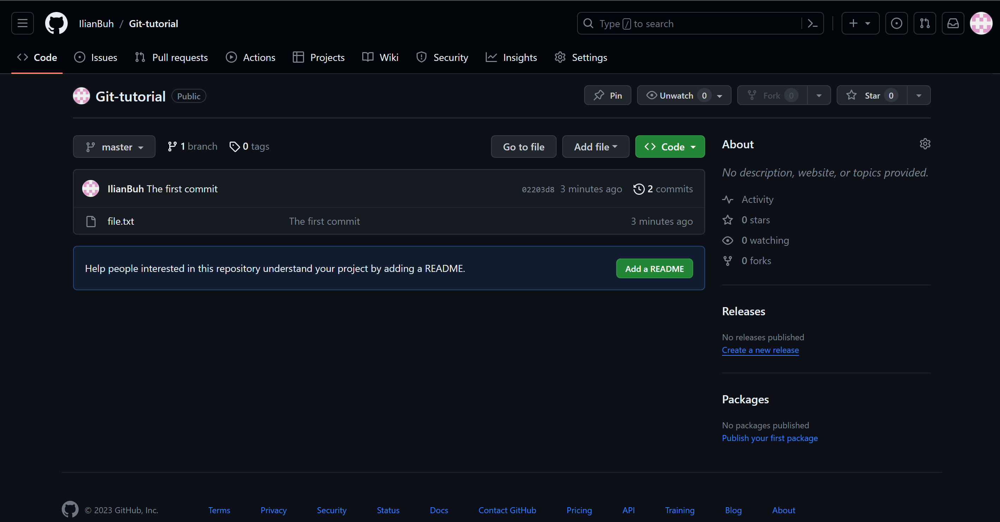 IlianBuh / Git-tutorial
Type / to search
Code Issues Pull requests Actions Projects Wiki Security Insights Settings
Git-tutorial Public
Pin Unwatch 0 Fork 0 Star 0
master 1 branch 0 tags
Go to file Add file Code
IlianBuh The first commit 02203d8 3 minutes ago 2 commits
file.txt The first commit 3 minutes ago
Help people interested in this repository understand your project by adding a README. Add a README
About
No description, website, or topics provided.
Activity
0 stars
0 watching
0 forks
Releases
No releases published
Create a new release
Packages
No packages published
Publish your first package
© 2023 GitHub, Inc. Terms Privacy Security Status Docs Contact GitHub Pricing API Training Blog About